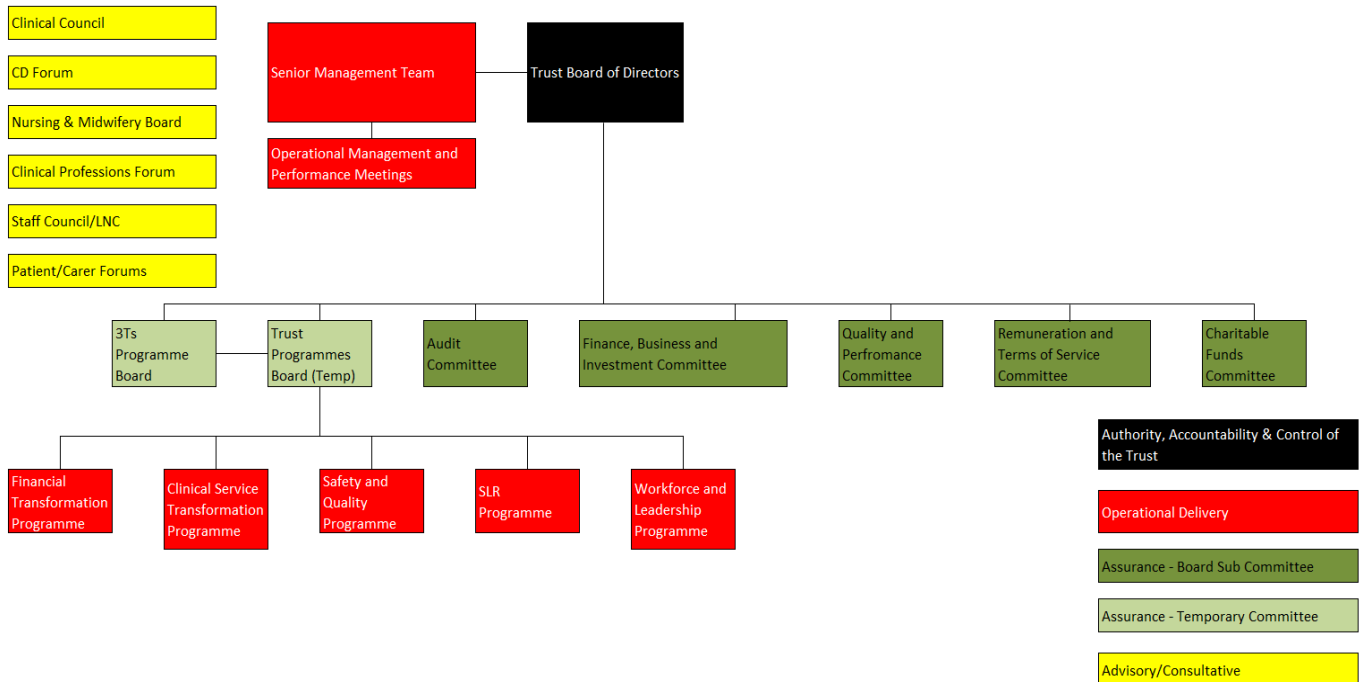 Clinical Council
CD Forum
Nursing & Midwifery Board
Clinical Professions Forum
Staff Council/LNC
Patient/Carer Forums
Senior Management Team
Trust Board of Directors
Operational Management and
Performance Meetings
3Ts
Programme
Board
Trust
Programmes
Board (Temp)
Audit
Committee
Finance, Business and
Investment Committee
Quality and
Perfromance
Committee
Remuneration and
Terms of Service
Committee
Charitable
Funds
Committee
Financial
Transformation
Programme
Clinical Service
Transformation
Programme
Safety and
Quality
Programme
SLR
Programme
Workforce and
Leadership
Programme
Authority, Accountability & Control of
the Trust
Operational Delivery
Assurance - Board Sub Committee
Assurance - Temporary Committee
Advisory/Consultative